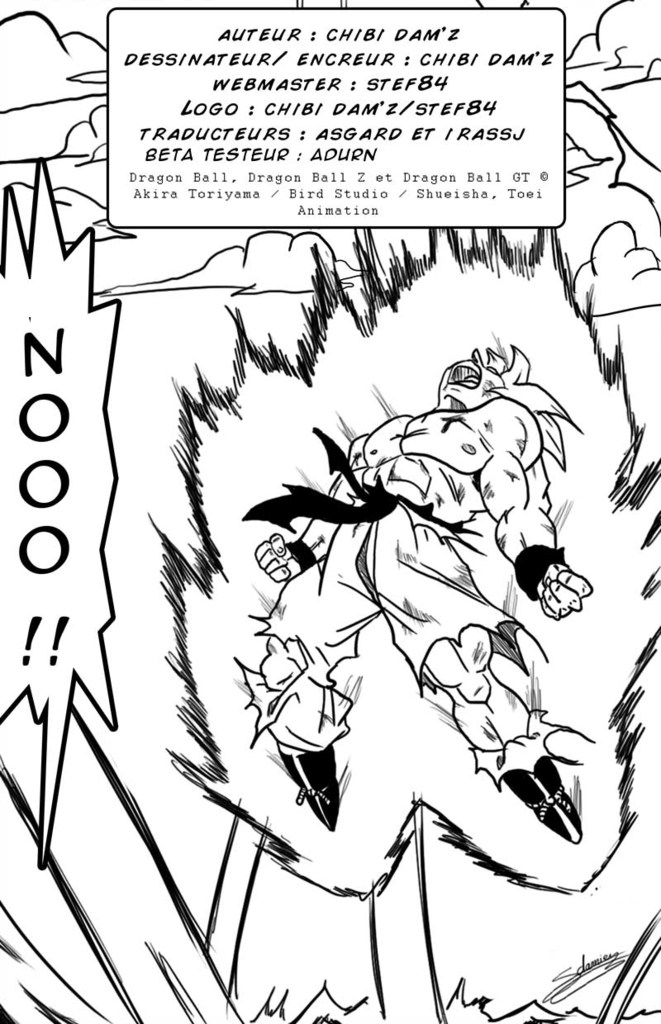 AUTEUR : CHIBI DAM'Z
DESSINATEUR/ ENCREUR : CHIBI DAM'Z
WEBMASTER : STEF84
LOGO : CHIBI DAM'Z/STEF84
TRADUCTEURS : ASGARD ET IRASSJ
BETA TESTEUR : ADURN
Dragon Ball, Dragon Ball Z et Dragon Ball GT ©
Akira Toriyama / Bird Studio / Shueisha, Toei
Animation
NOOO !!